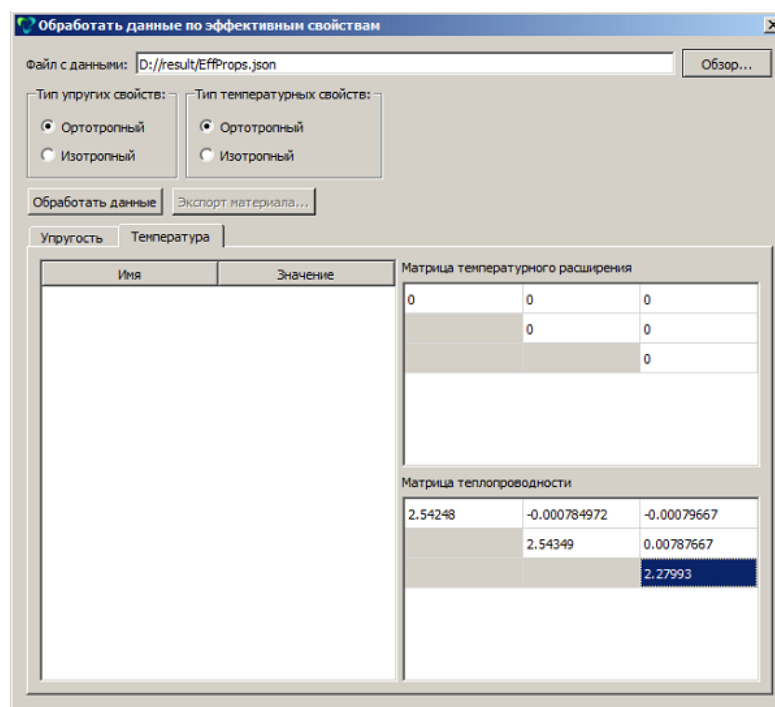 Обработать данные по эффективным свойствам
Файл с данными: D://result/EffProps.json Обзор...
Тип упругих свойств: Тип температурных свойств:
Ортотропный Ортотропный
Изотропный Изотропный
Обработать данные Экспорт материала...
Упругость Температура
Имя Значение
Матрица температурного расширения
0 0 0
0 0
0
Матрица теплопроводности
2.54248 -0.000784972 -0.00079667
2.54349 0.00787667
2.27993